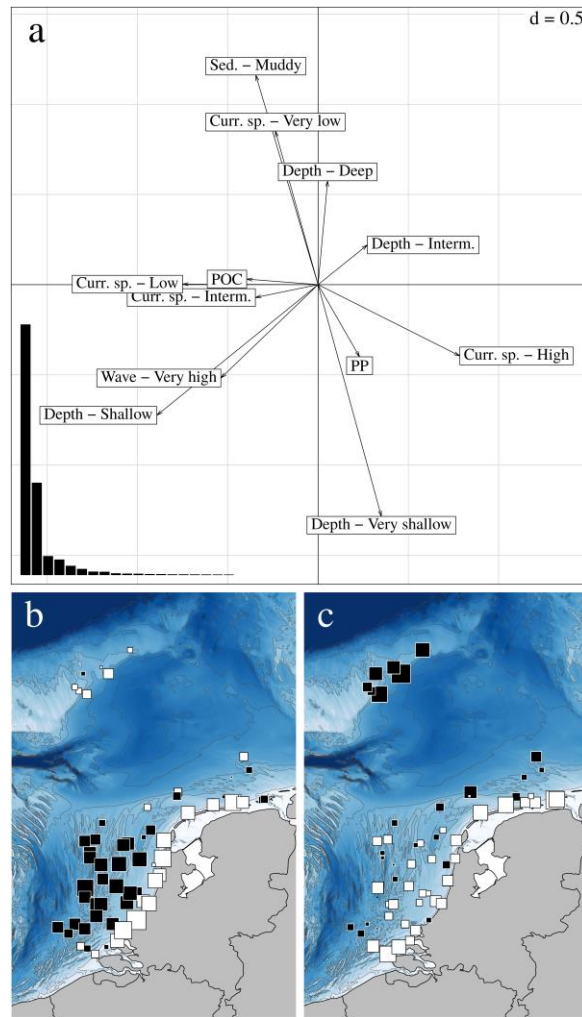 a
d = 0.5
Sed. − Muddy
Curr. sp. − Very low
Depth − Deep
Depth − Interm.
POC
Curr. sp. − Low
Curr. sp. − Interm.
Curr. sp. − High
PP
Wave − Very high
Depth − Shallow
Depth − Very shallow
b
c